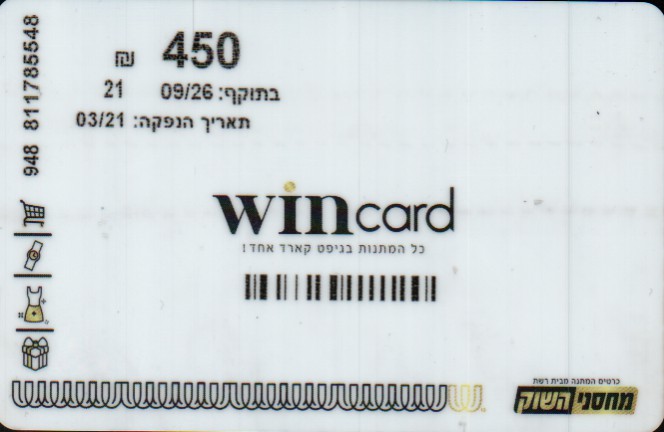 450 ₪
בתוקף: 09/26 21
תאריך הנפקה: 03/21
948 811785548
wincard
כל המתנות בגיפט קארד אחד!
כרטיס המתנה מבית רשת
מחסני השוק